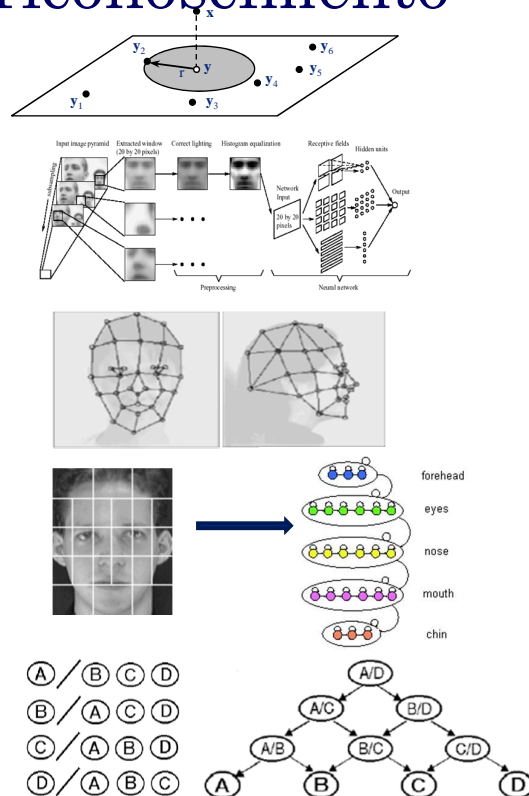 x
y2
y6
r
y
y5
y4
y1
y3
Input image pyramid
Extracted window
(20 by 20 pixels)
Correct lighting
Histogram equalization
Receptive fields
Hidden units
subsampling
Network
Input
Output
20 by 20
pixels
Preprocessing
Neural network
forehead
eyes
nose
mouth
chin
A / B C D
B / A C D
C / A B D
D / A B C
A/D
A/C B/D
A/B B/C C/D
A B C D